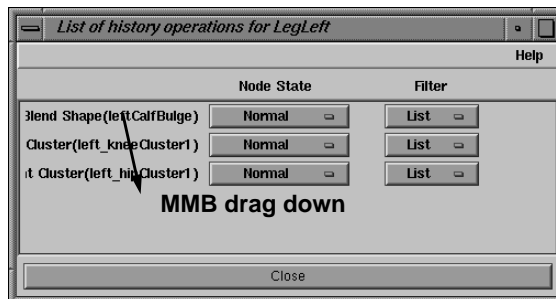 List of history operations for LegLeft
Help
Node State Filter
Blend Shape(leftCalfBulge) Normal List
Cluster(left_kneeCluster1) Normal List
t Cluster(left_hipCluster1) Normal List
MMB drag down
Close